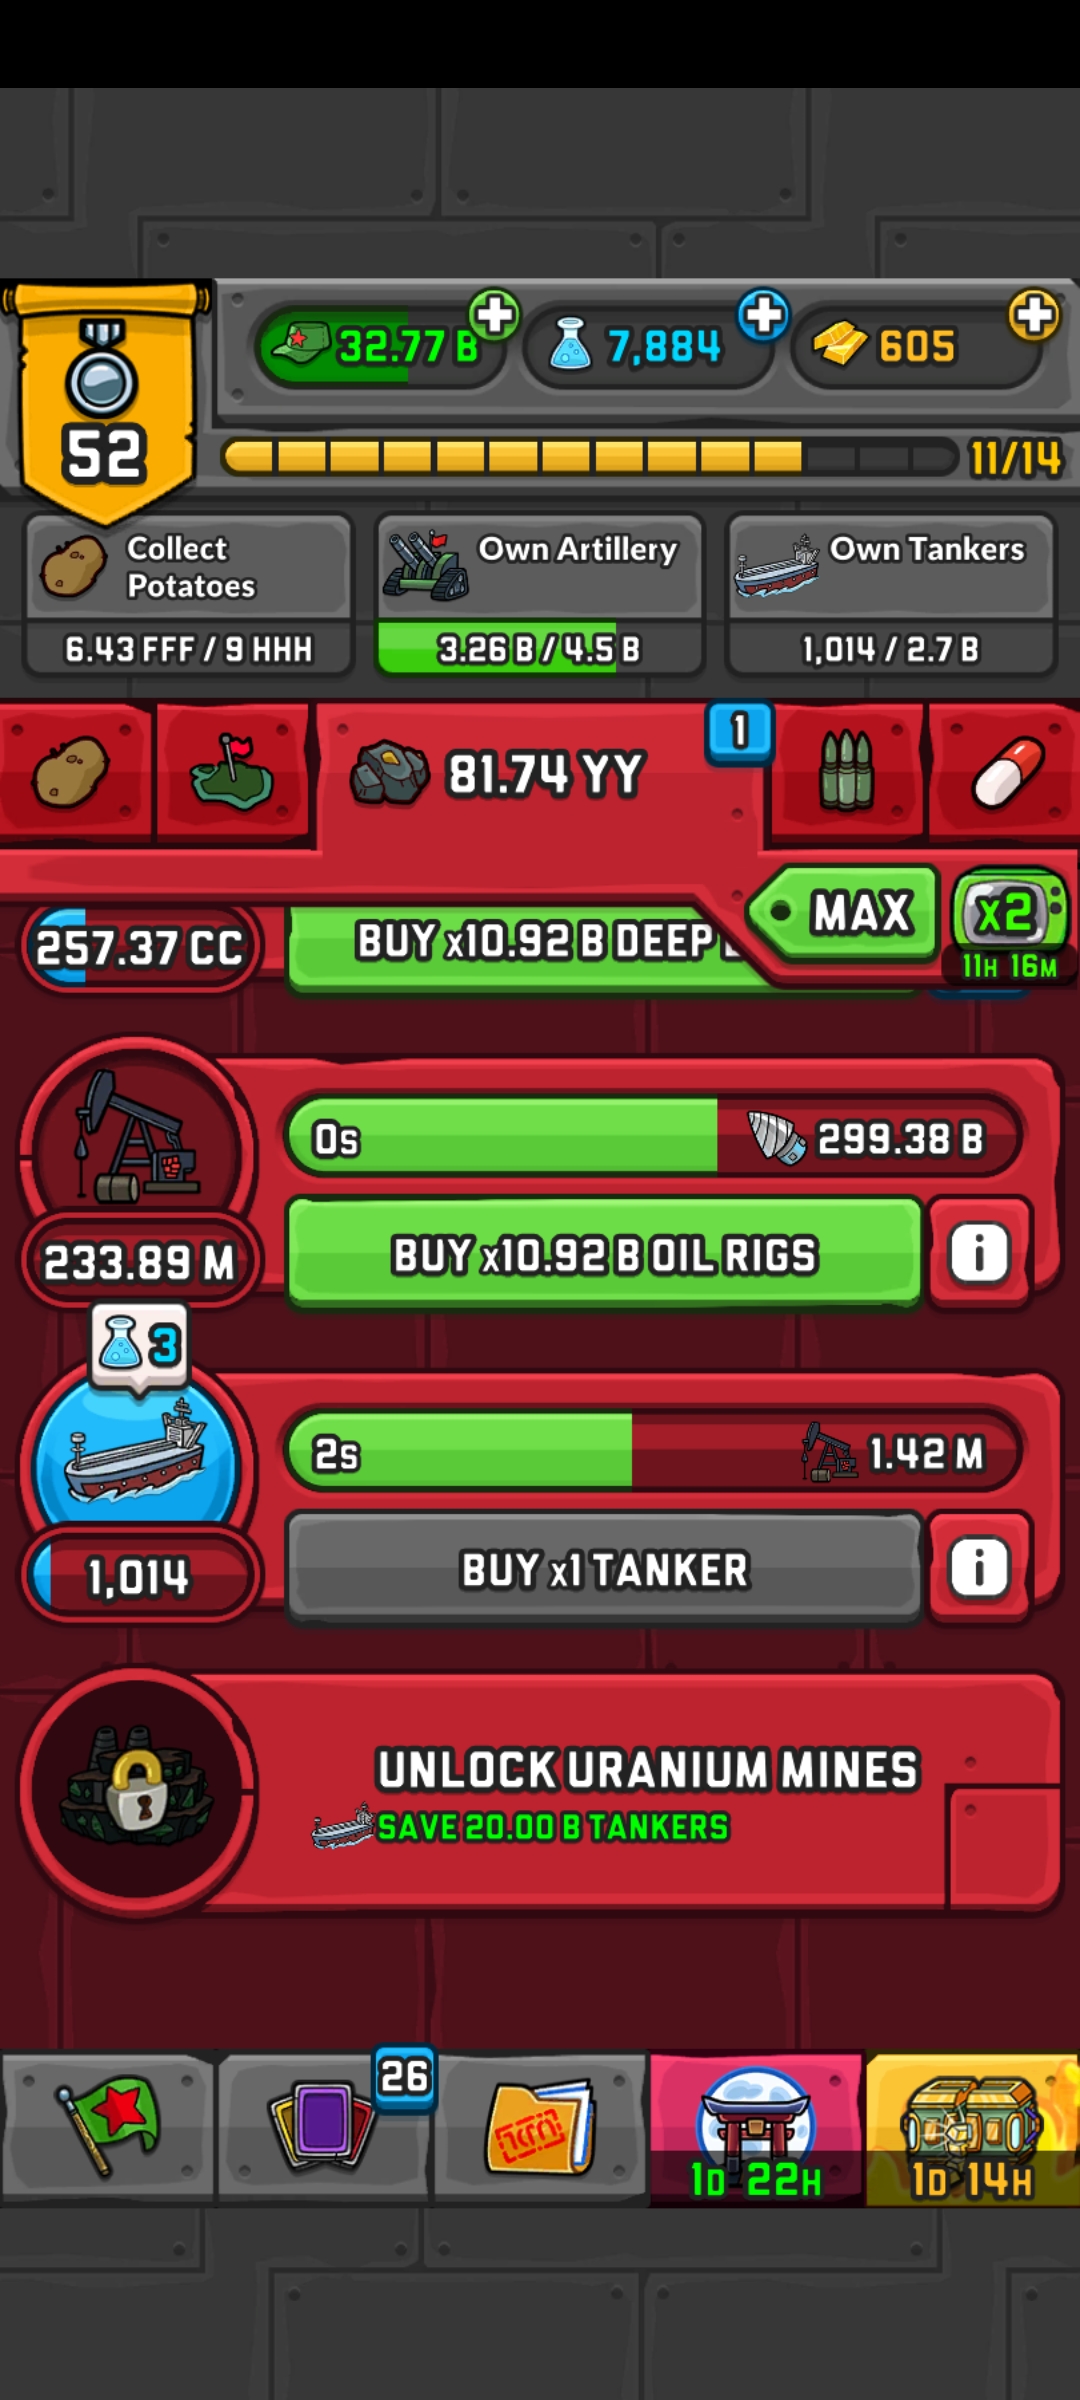 32.77 B
7,884
605
52
11/14
Collect
Potatoes
Own Artillery
Own Tankers
6.43 FFF / 9 HHH
3.26 B / 4.5 B
1,014 / 2.7 B
1
81.74 YY
MAX
x2
11H 16M
257.37 CC
BUY x10.92 B DEEP
0s
299.38 B
BUY x10.92 B OIL RIGS
i
233.89 M
3
2s
1.42 M
BUY x1 TANKER
i
1,014
UNLOCK URANIUM MINES
SAVE 20.00 B TANKERS
26
1D 22H
1D 14H